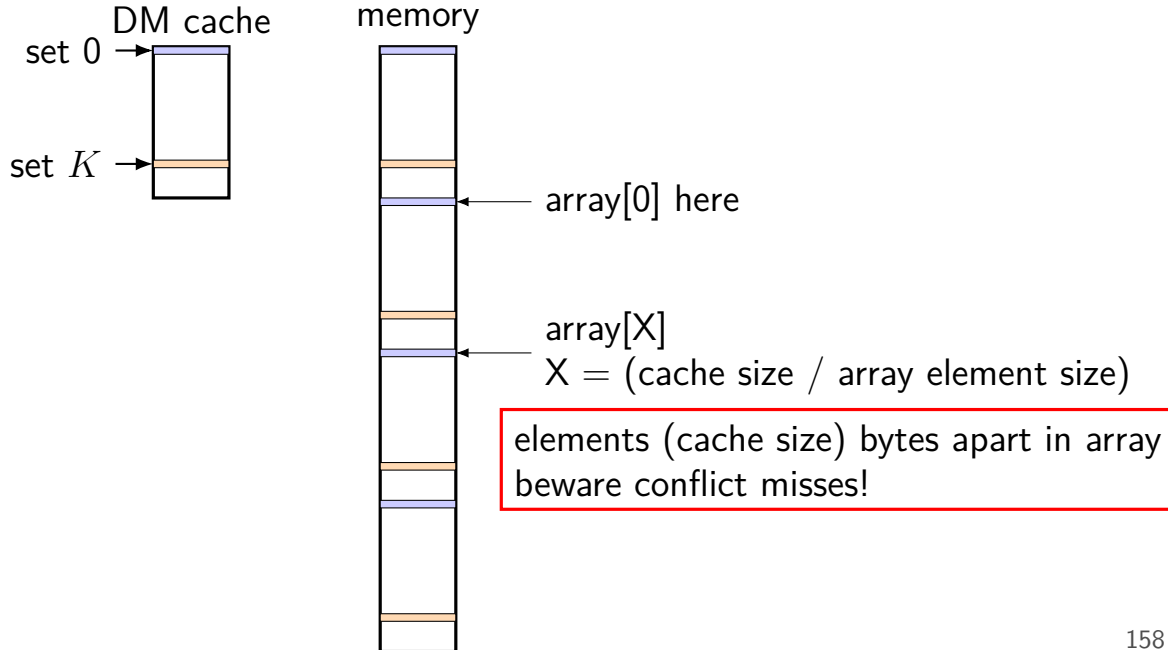 DM cache
memory
set 0
set K
array[0] here
array[X]
X = (cache size / array element size)
elements (cache size) bytes apart in array
beware conflict misses!
158